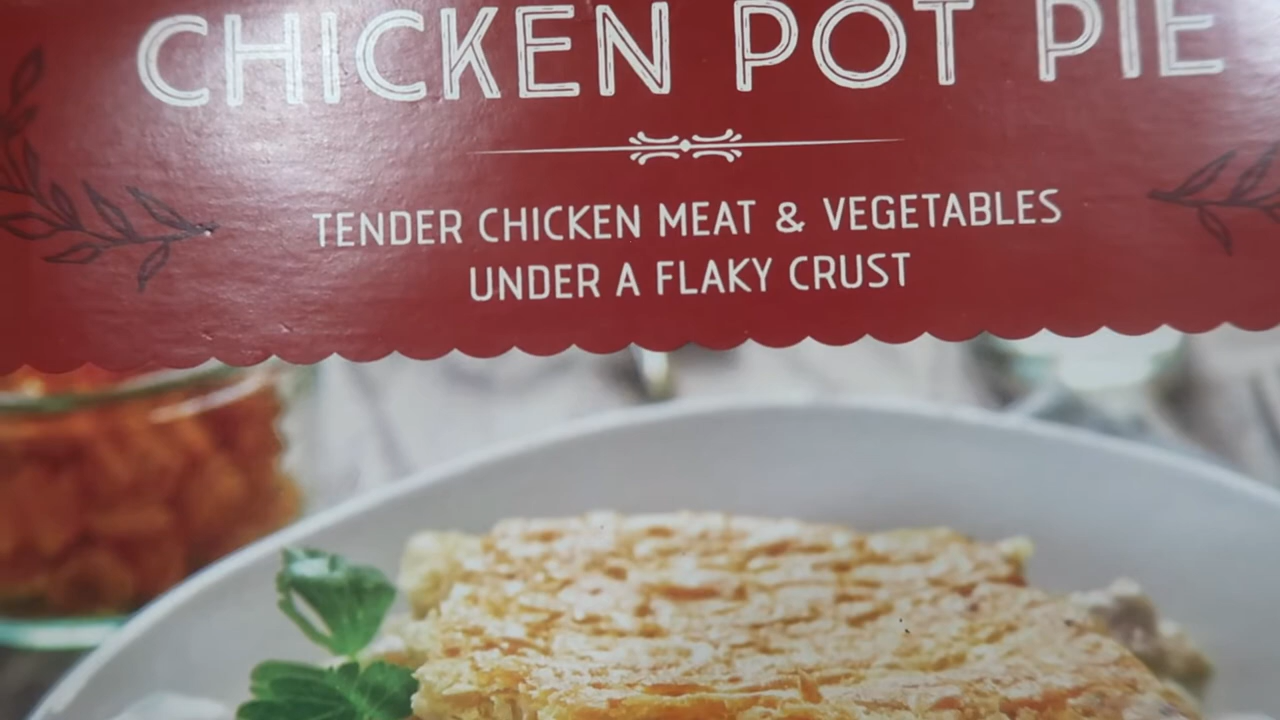 CHICKEN POT PIE
TENDER CHICKEN MEAT & VEGETABLES
UNDER A FLAKY CRUST